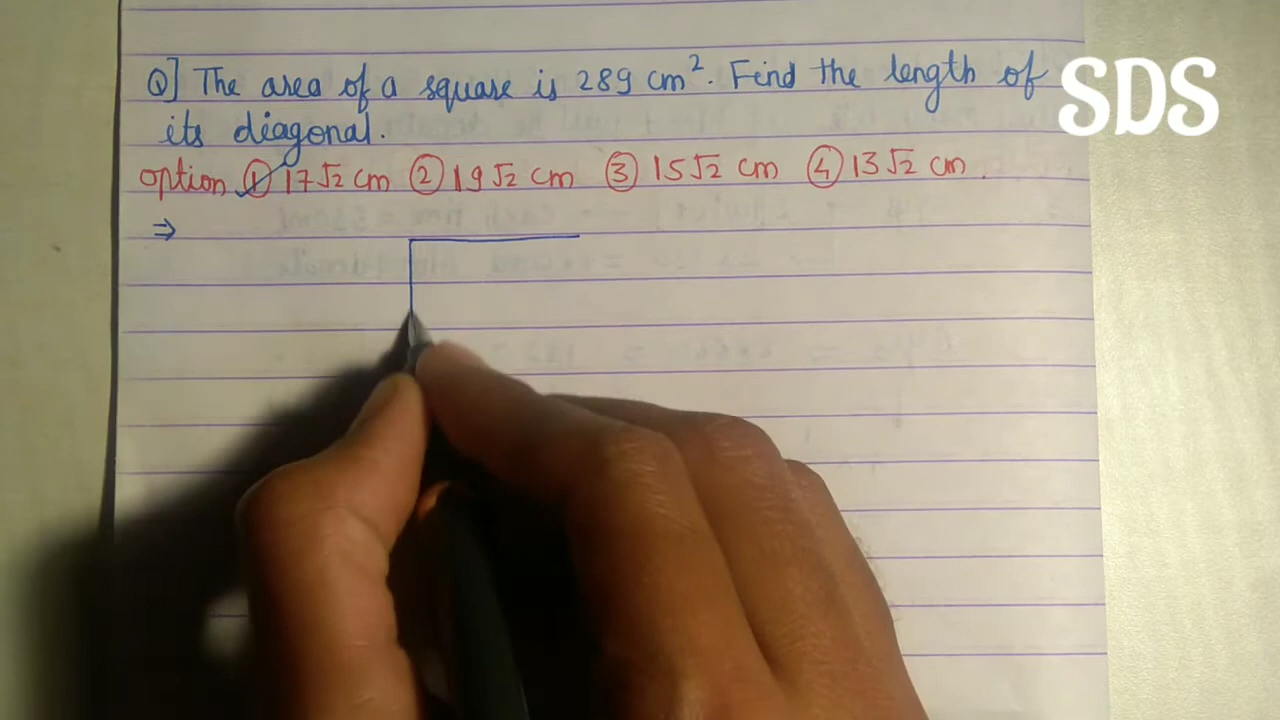 Q] The area of a square is 289 cm². Find the length of
its diagonal.
option ① 17√2 cm ② 19√2 cm ③ 15√2 cm ④ 13√2 cm.
⇒
SDS